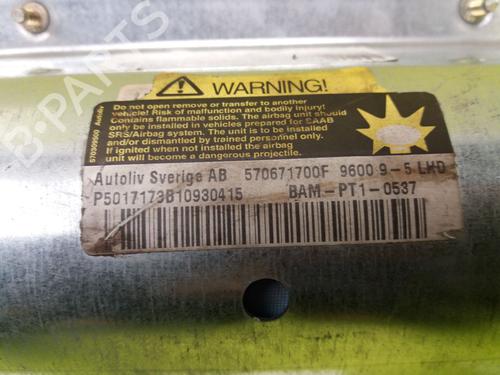 WARNING!
Do not open remove or transfer to another
vehicle! Risk of malfunction and bodily injury!
Contains flammable solids. The airbag unit should
only be installed in vehicles prepared for CAAB
SRS/Airbag system. The unit is to be installed
and/or dismantled by trained personnel only.
If ignited when not installed the airbag unit
will become a dangerous projectile.
570309500 Autoliv
Autoliv Sverige AB 570671700F 9600 9-5 LHD
P5017173B10930415 BAM-PT1-0537